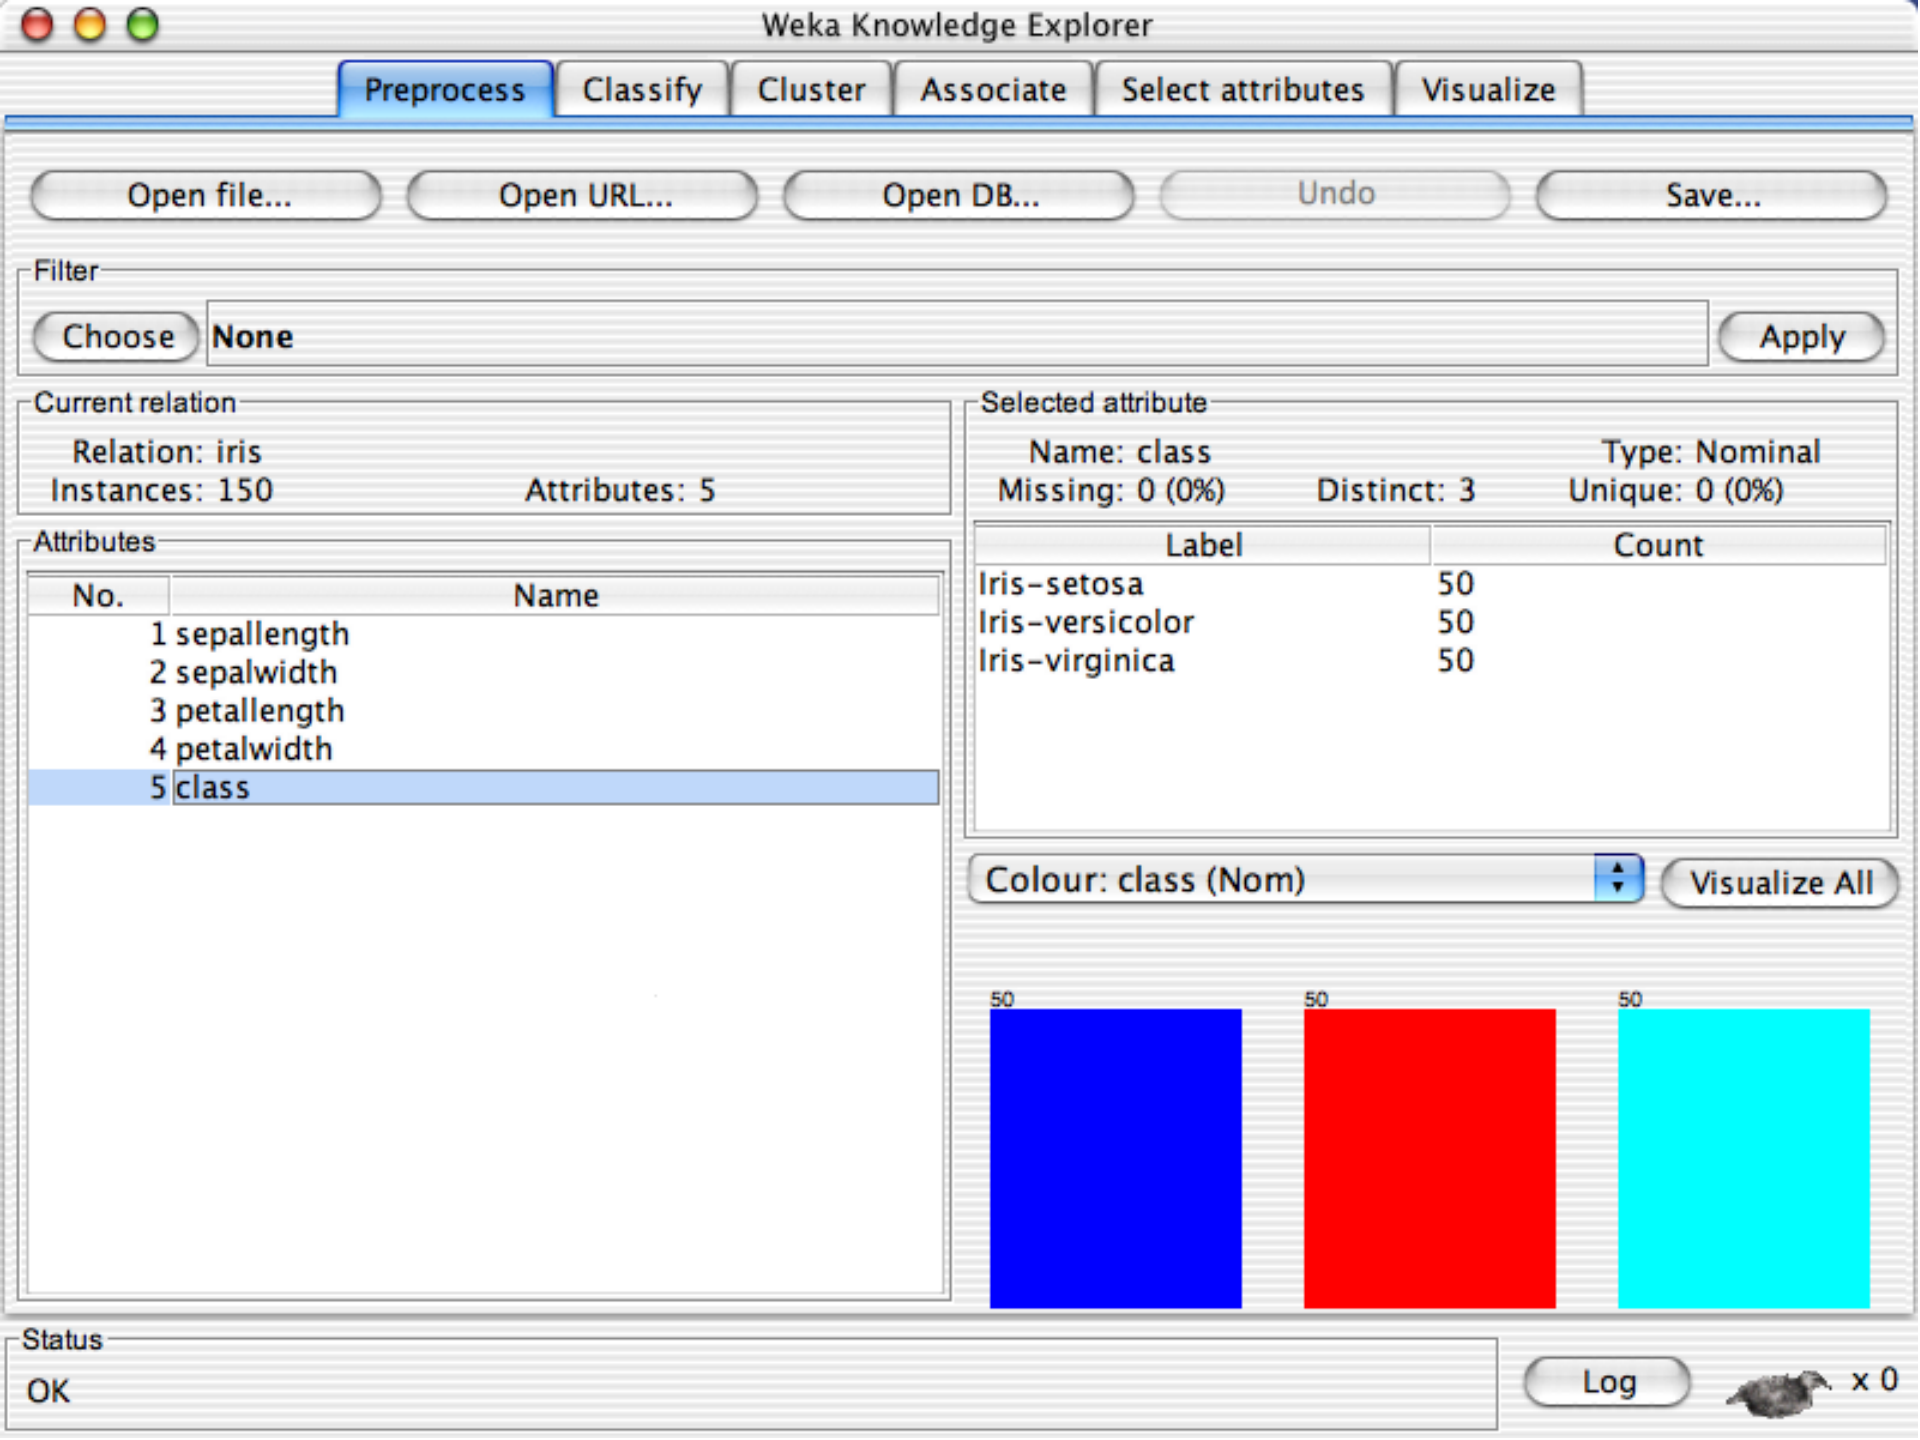 Weka Knowledge Explorer
Preprocess Classify Cluster Associate Select attributes Visualize
Open file... Open URL... Open DB... Undo Save...
Filter
Choose None Apply
Current relation
Relation: iris
Instances: 150 Attributes: 5
Attributes
No. Name
1 sepallength
2 sepalwidth
3 petallength
4 petalwidth
5 class
Selected attribute
Name: class Type: Nominal
Missing: 0 (0%) Distinct: 3 Unique: 0 (0%)
Label Count
Iris-setosa 50
Iris-versicolor 50
Iris-virginica 50
Colour: class (Nom) Visualize All
50 50 50
Status
OK
Log x 0